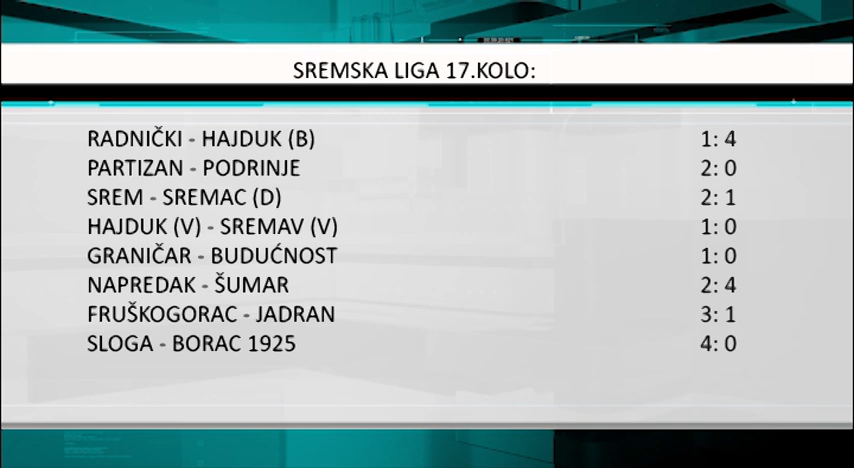 SREMSKA LIGA 17.KOLO:
RADNIČKI - HAJDUK (B) 1: 4
PARTIZAN - PODRINJE 2: 0
SREM - SREMAC (D) 2: 1
HAJDUK (V) - SREMAV (V) 1: 0
GRANIČAR - BUDUĆNOST 1: 0
NAPREDAK - ŠUMAR 2: 4
FRUŠKOGORAC - JADRAN 3: 1
SLOGA - BORAC 1925 4: 0